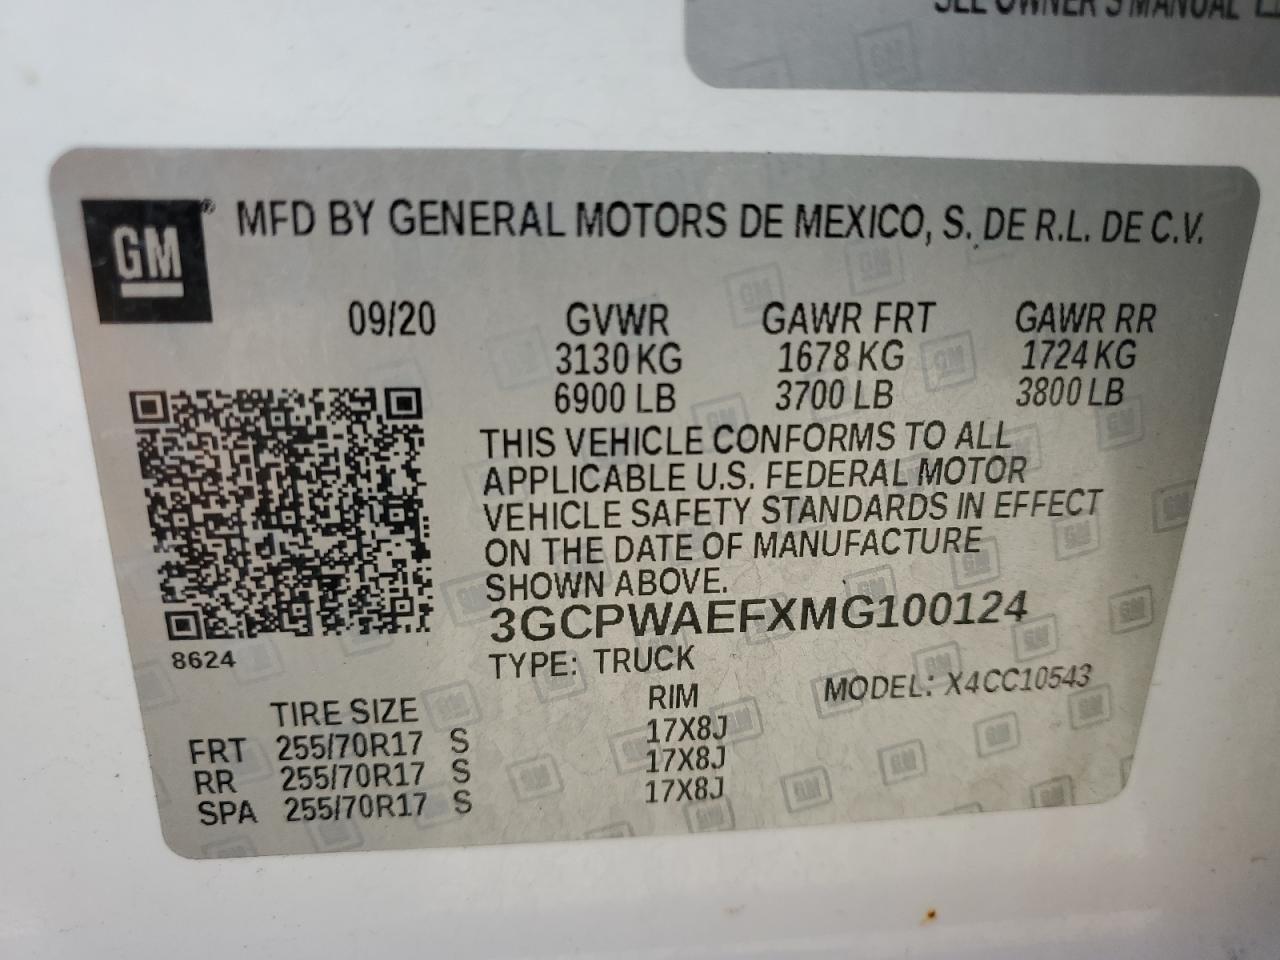 SEE OWNER'S MANUAL
GM ® MFD BY GENERAL MOTORS DE MEXICO, S. DE R.L. DE C.V.
09/20 GVWR GAWR FRT GAWR RR
3130 KG 1678 KG 1724 KG
6900 LB 3700 LB 3800 LB
THIS VEHICLE CONFORMS TO ALL
APPLICABLE U.S. FEDERAL MOTOR
VEHICLE SAFETY STANDARDS IN EFFECT
ON THE DATE OF MANUFACTURE
SHOWN ABOVE.
3GCPWAEFXMG100124
8624
TYPE: TRUCK
MODEL: X4CC10543
TIRE SIZE RIM
FRT 255/70R17 S 17X8J
RR 255/70R17 S 17X8J
SPA 255/70R17 S 17X8J